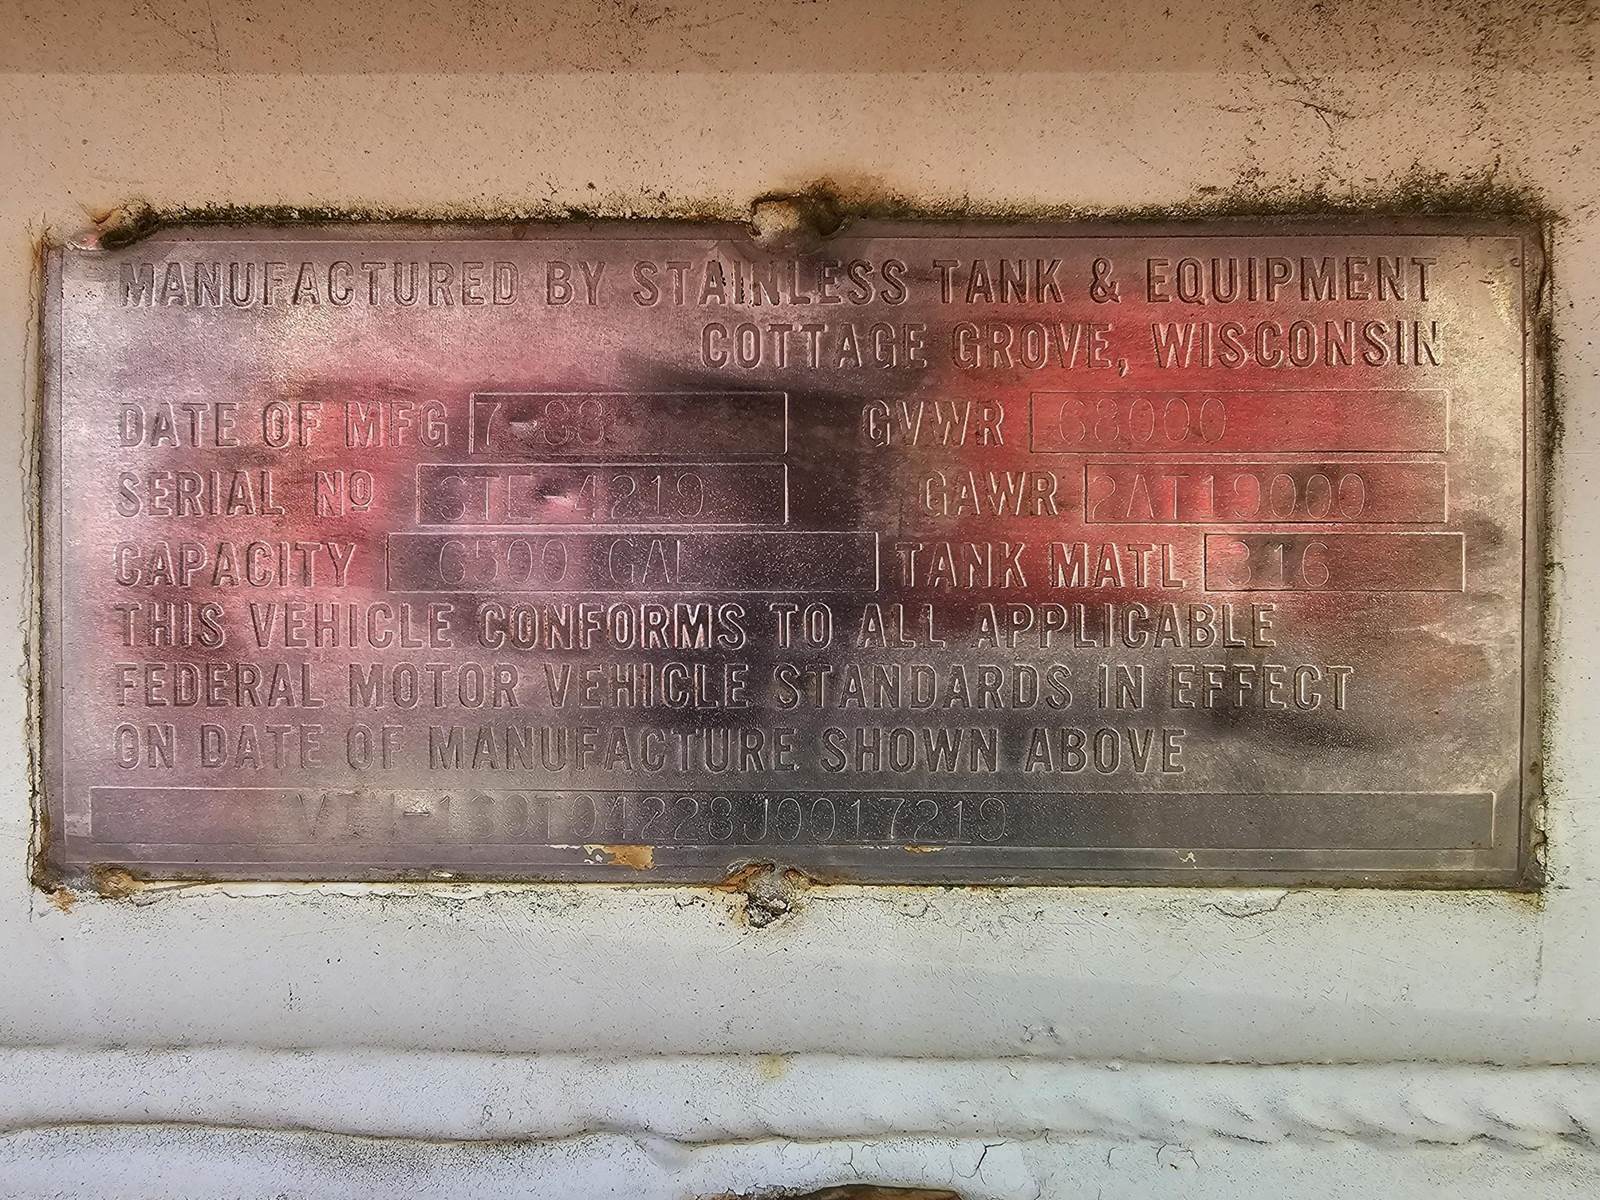 MANUFACTURED BY STAINLESS TANK & EQUIPMENT
COTTAGE GROVE, WISCONSIN
DATE OF MFG 7-88 GVWR 68000
SERIAL Nº STE-4219 GAWR 2AT19000
CAPACITY 6500 GAL TANK MATL 316
THIS VEHICLE CONFORMS TO ALL APPLICABLE
FEDERAL MOTOR VEHICLE STANDARDS IN EFFECT
ON DATE OF MANUFACTURE SHOWN ABOVE